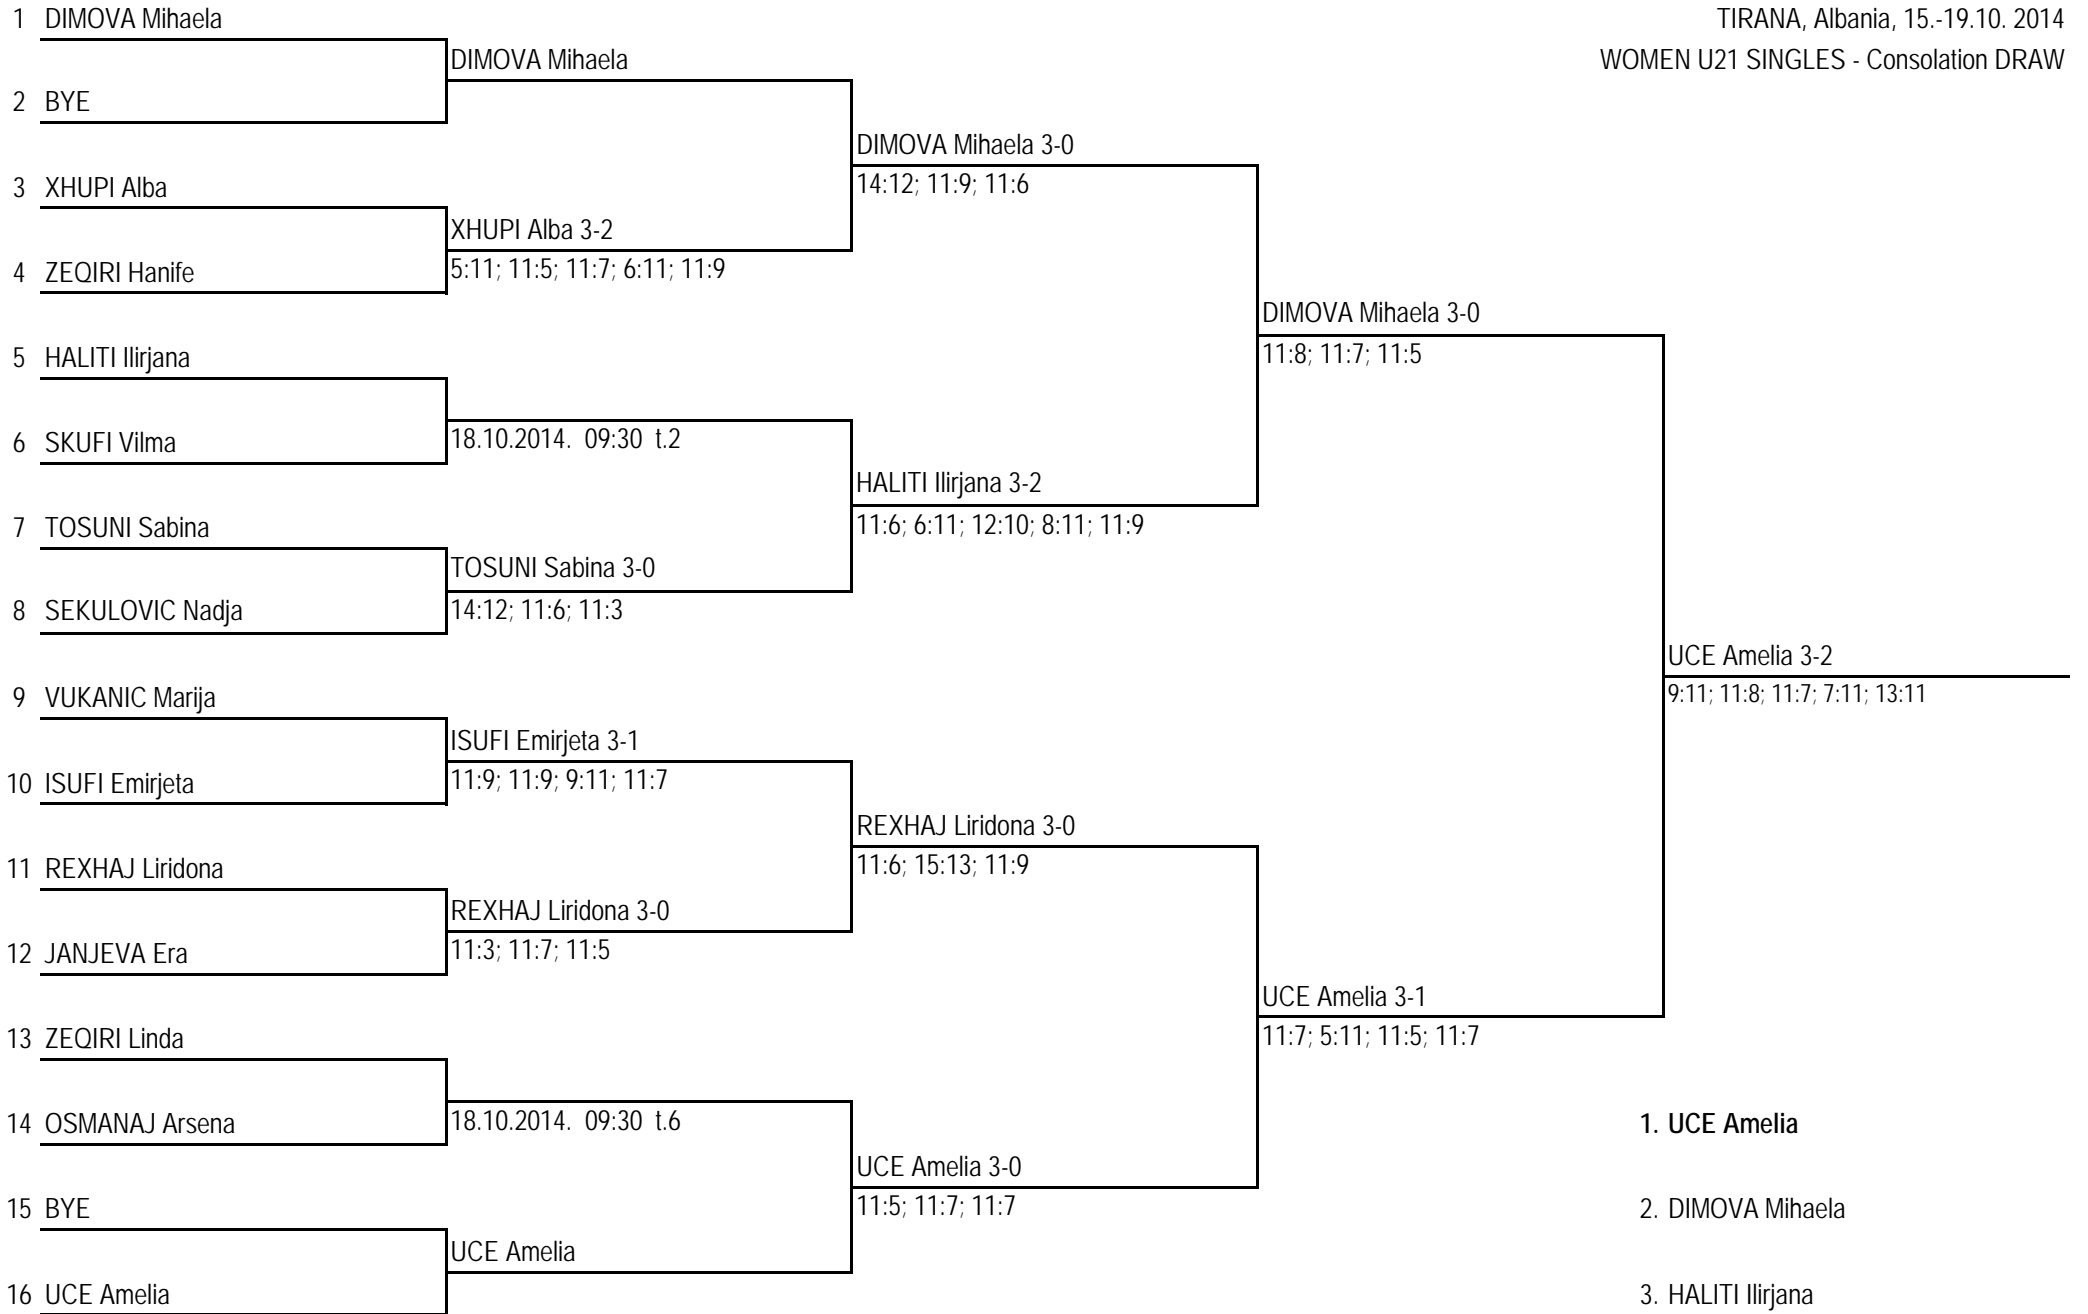 TIRANA, Albania, 15.-19.10. 2014
WOMEN U21 SINGLES - Consolation DRAW
1 DIMOVA Mihaela
DIMOVA Mihaela
2 BYE
DIMOVA Mihaela 3-0
14:12; 11:9; 11:6
3 XHUPI Alba
XHUPI Alba 3-2
5:11; 11:5; 11:7; 6:11; 11:9
4 ZEQIRI Hanife
DIMOVA Mihaela 3-0
11:8; 11:7; 11:5
5 HALITI Ilirjana
18.10.2014. 09:30 t.2
6 SKUFI Vilma
HALITI Ilirjana 3-2
11:6; 6:11; 12:10; 8:11; 11:9
7 TOSUNI Sabina
TOSUNI Sabina 3-0
14:12; 11:6; 11:3
8 SEKULOVIC Nadja
UCE Amelia 3-2
9:11; 11:8; 11:7; 7:11; 13:11
9 VUKANIC Marija
ISUFI Emirjeta 3-1
11:9; 11:9; 9:11; 11:7
10 ISUFI Emirjeta
REXHAJ Liridona 3-0
11:6; 15:13; 11:9
11 REXHAJ Liridona
REXHAJ Liridona 3-0
11:3; 11:7; 11:5
12 JANJEVA Era
UCE Amelia 3-1
11:7; 5:11; 11:5; 11:7
13 ZEQIRI Linda
18.10.2014. 09:30 t.6
14 OSMANAJ Arsena
UCE Amelia 3-0
11:5; 11:7; 11:7
15 BYE
UCE Amelia
16 UCE Amelia
1. UCE Amelia
2. DIMOVA Mihaela
3. HALITI Ilirjana